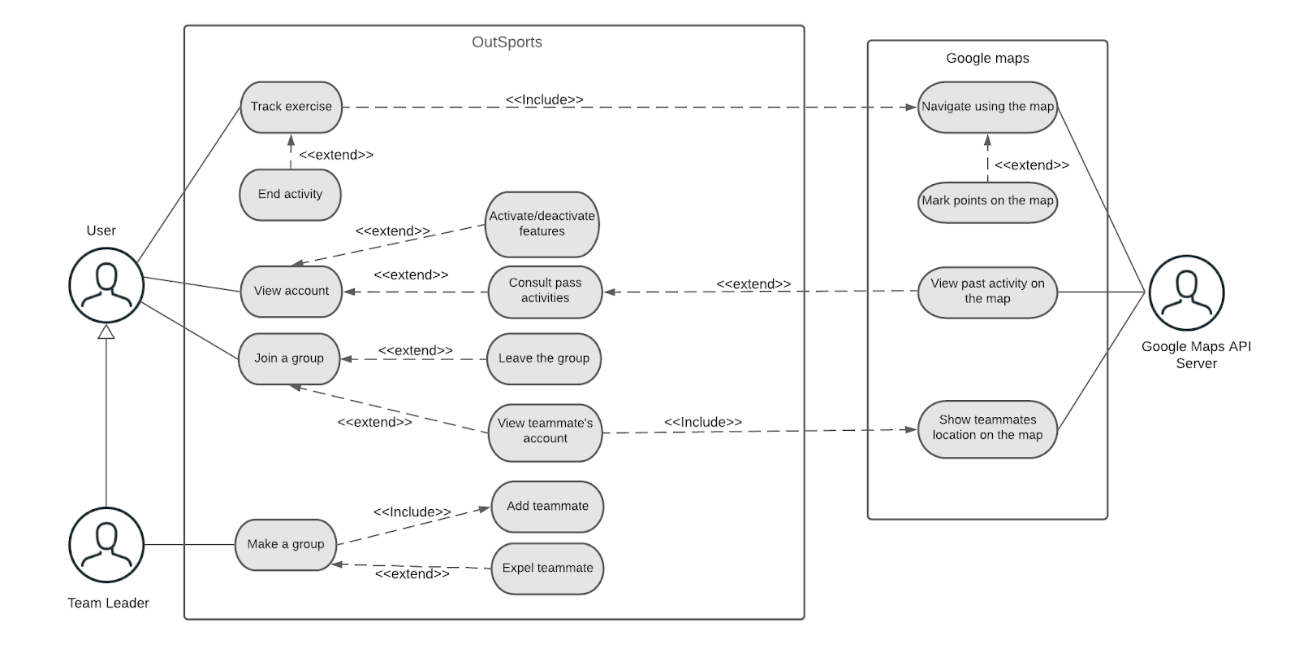 OutSports
Google maps
Track exercise
<<Include>>
Navigate using the map
<<extend>>
<<extend>>
End activity
Mark points on the map
Activate/deactivate
features
User
<<extend>>
View account
<<extend>>
Consult pass
activities
<<extend>>
View past activity on
the map
Google Maps API
Server
Join a group
<<extend>>
Leave the group
<<extend>>
View teammate's
account
<<Include>>
Show teammates
location on the map
<<Include>>
Add teammate
Make a group
<<extend>>
Expel teammate
Team Leader